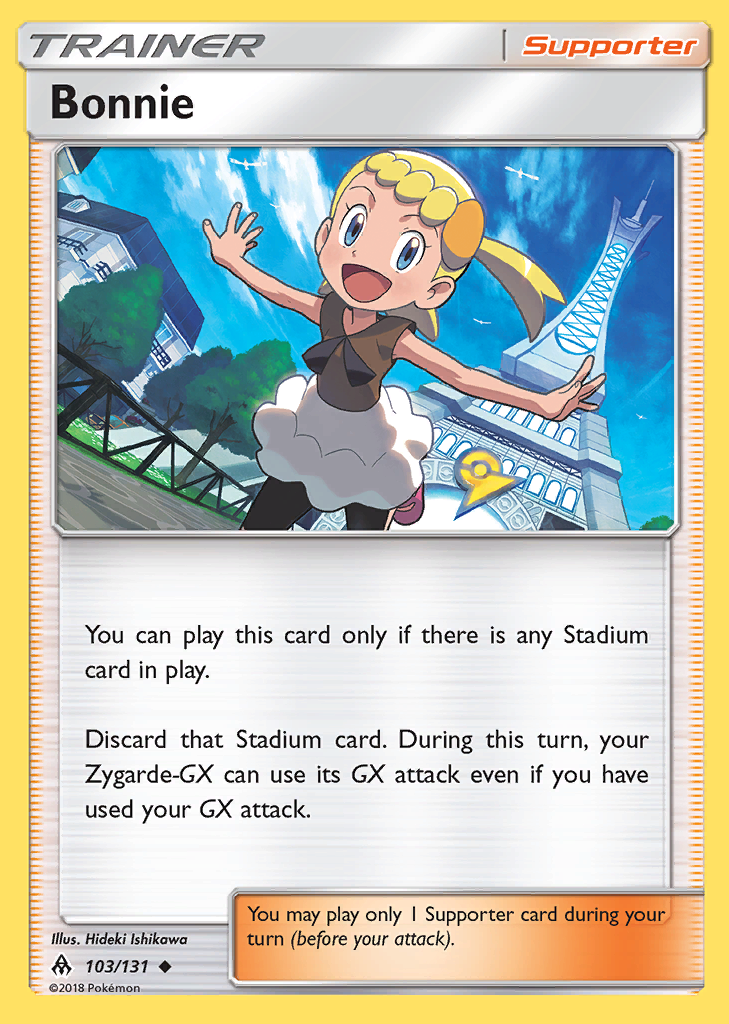 TRAINER
Supporter
Bonnie
You can play this card only if there is any Stadium
card in play.
Discard that Stadium card. During this turn, your
Zygarde-GX can use its GX attack even if you have
used your GX attack.
You may play only 1 Supporter card during your
turn (before your attack).
Illus. Hideki Ishikawa
103/131
©2018 Pokémon